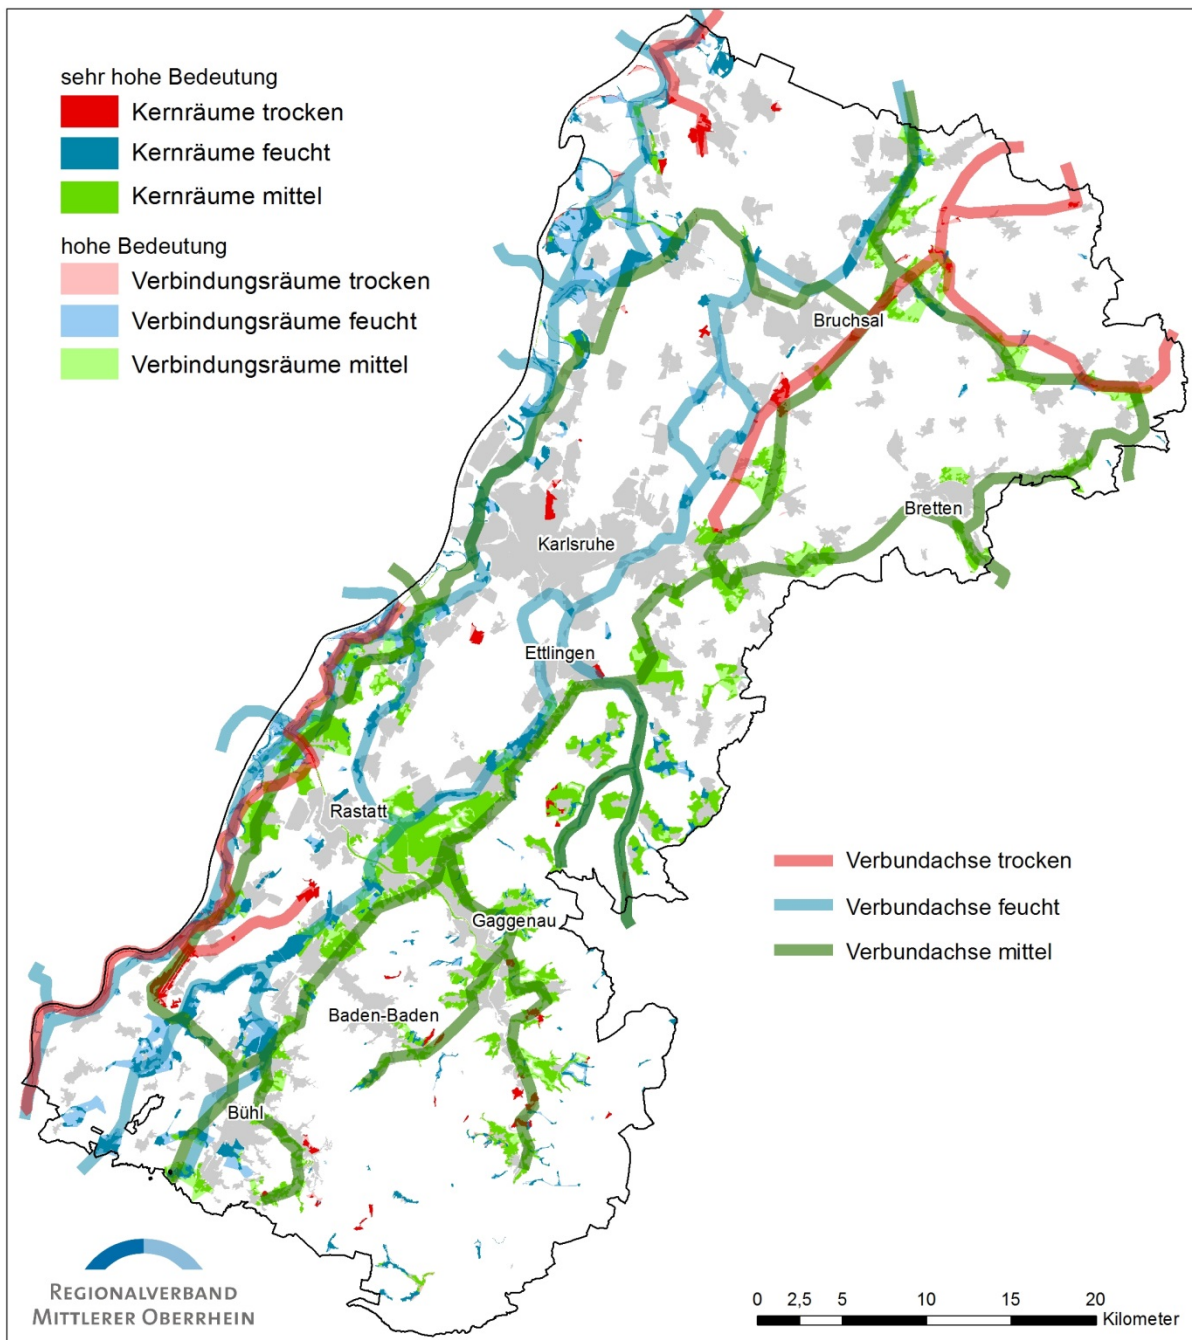 sehr hohe Bedeutung
Kernräume trocken
Kernräume feucht
Kernräume mittel
hohe Bedeutung
Verbindungsräume trocken
Verbindungsräume feucht
Verbindungsräume mittel
Bruchsal
Bretten
Karlsruhe
Ettlingen
Rastatt
Verbundachse trocken
Verbundachse feucht
Verbundachse mittel
Gaggenau
Baden-Baden
Bühl
REGIONALVERBAND
MITTLERER OBERRHEIN
0 2,5 5 10 15 20
Kilometer